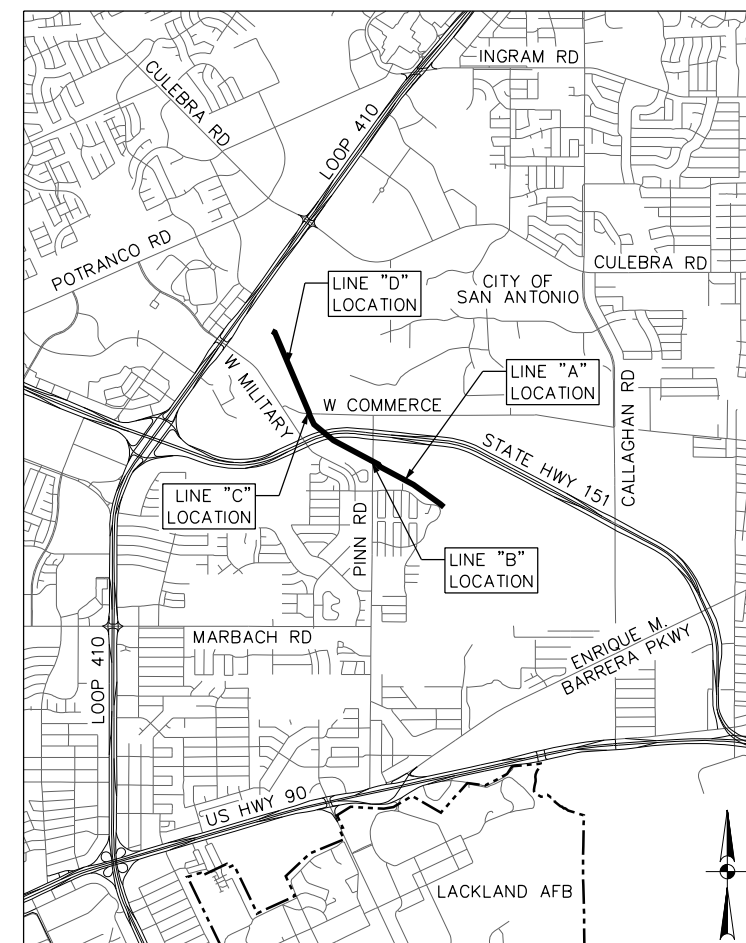 INGRAM RD
CULEBRA RD
LOOP 410
POTRANCO RD
CULEBRA RD
CITY OF
SAN ANTONIO
LINE "D"
LOCATION
LINE "A"
LOCATION
W MILITARY
W COMMERCE
CALLAGHAN RD
STATE HWY 151
LINE "C"
LOCATION
PINN RD
LINE "B"
LOCATION
MARBACH RD
ENRIQUE M.
BARRERA PKWY
LOOP 410
US HWY 90
LACKLAND AFB